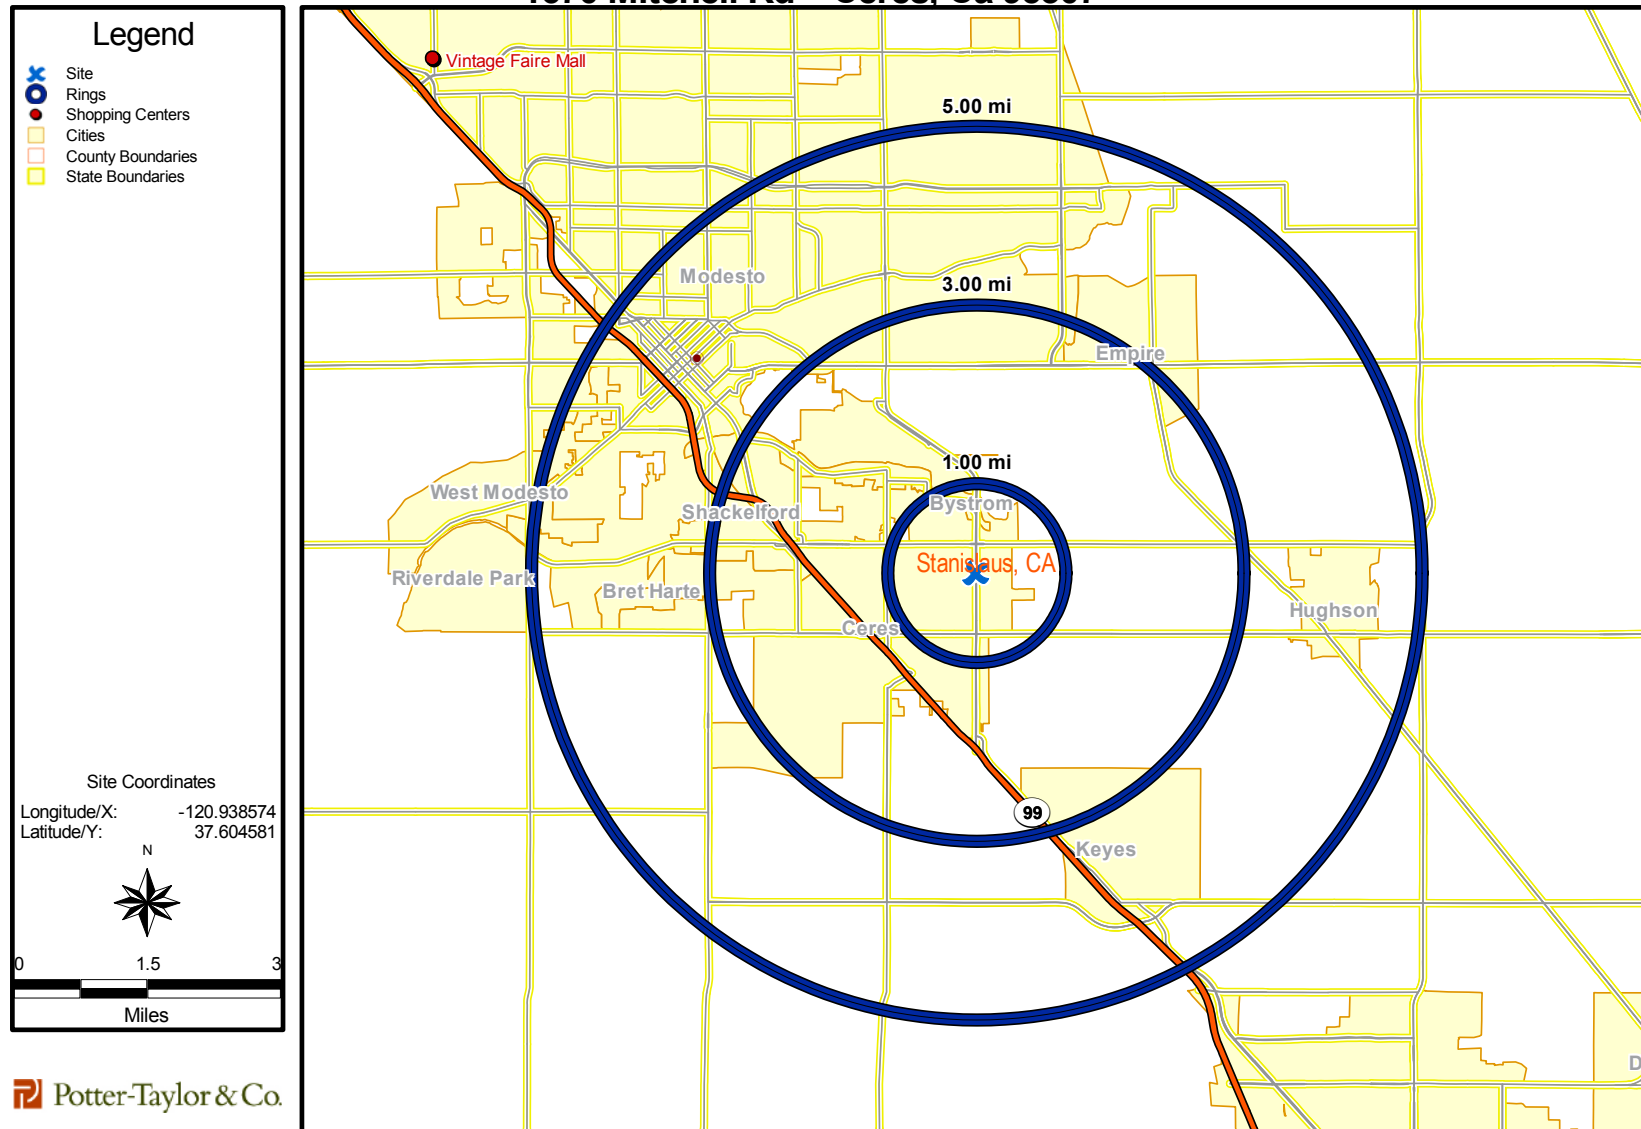 Legend
Site
Rings
Shopping Centers
Cities
County Boundaries
State Boundaries
Vintage Faire Mall
5.00 mi
Modesto
3.00 mi
Empire
1.00 mi
West Modesto
Bystrom
Shackelford
Stanislaus, CA
Riverdale Park
Bret Harte
Hughson
Ceres
99
Keyes
D
Site Coordinates
Longitude/X: -120.938574
Latitude/Y: 37.604581
N
0 1.5 3
Miles
Potter-Taylor & Co.